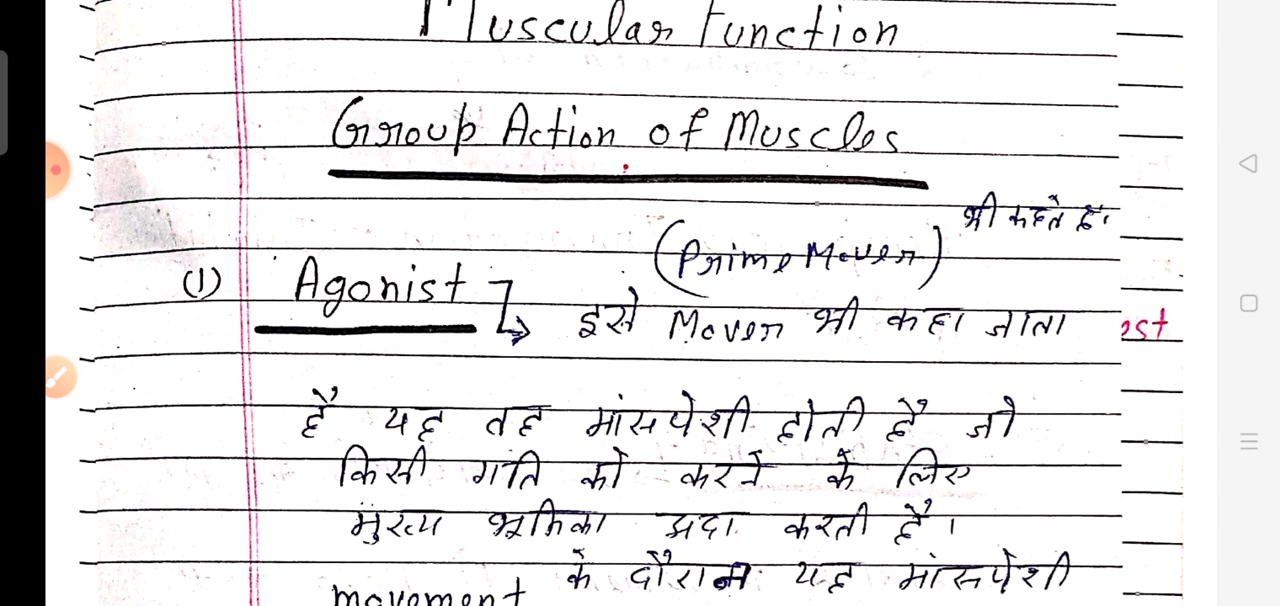 Muscular Function
Group Action of Muscles
भी कहते हैं।
(Prime Mover)
(1) Agonist → इसे Mover भी कहा जाता
est
है यह वह मांसपेशी होती है जो
किसी गति को करने के लिए
मुख्य भूमिका अदा करती है।
movement के दौरान यह मांसपेशी